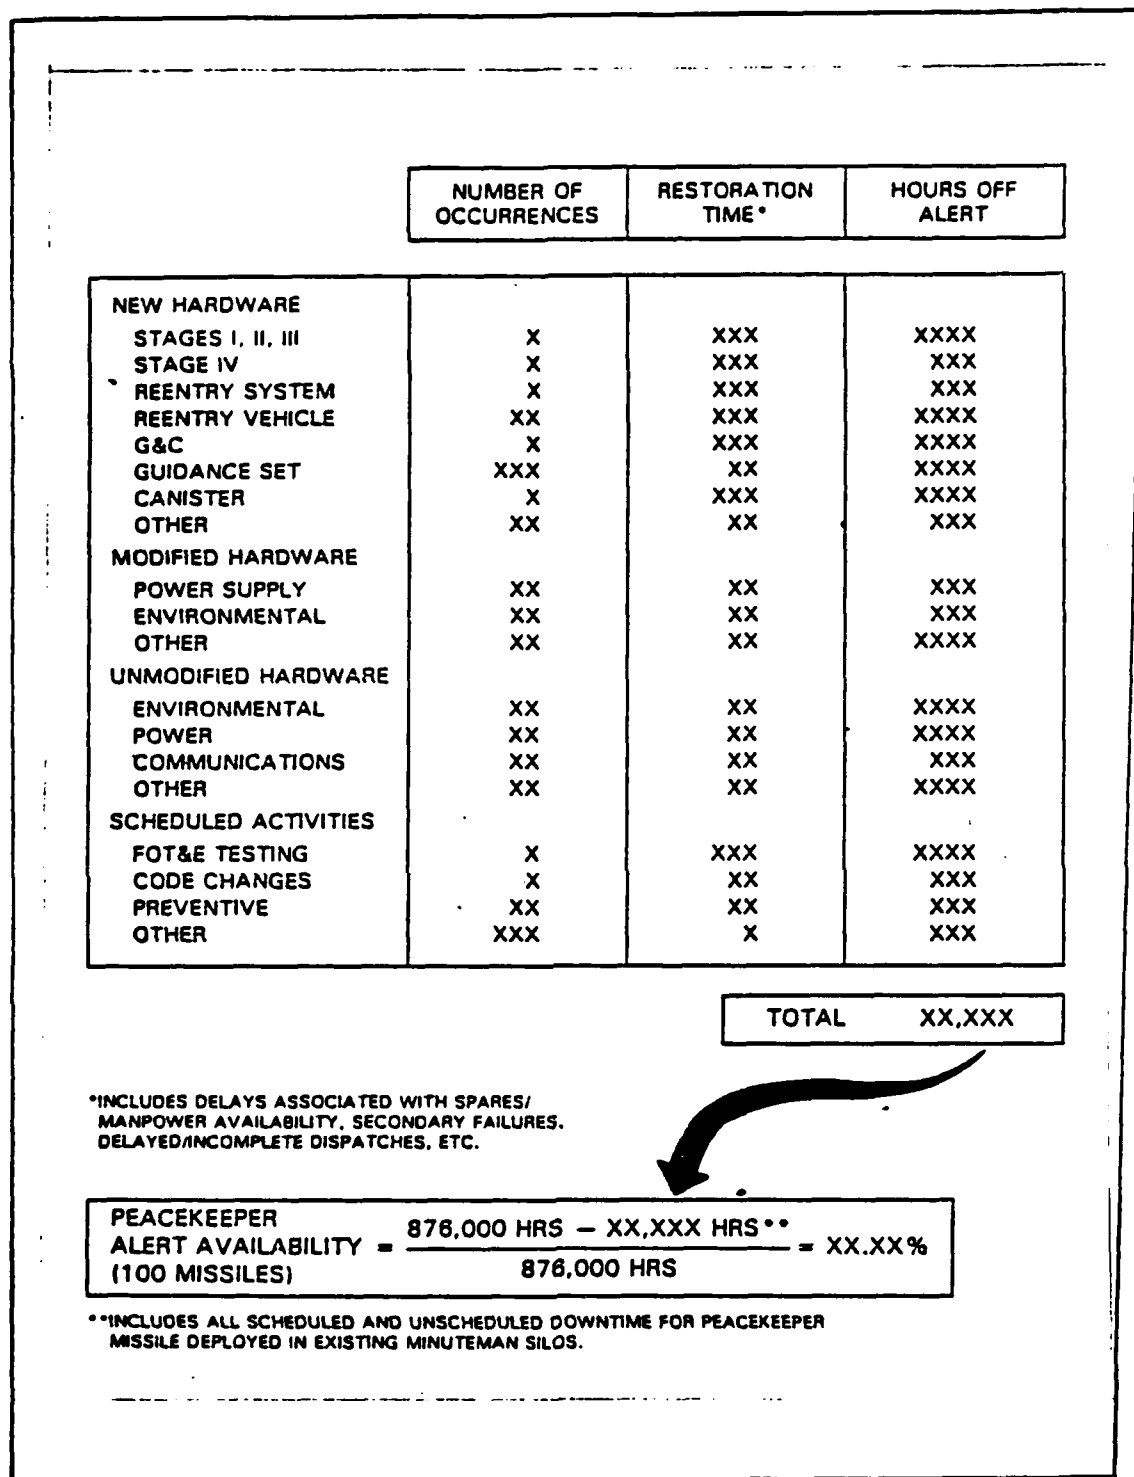 NUMBER OF OCCURRENCES RESTORATION TIME* HOURS OFF ALERT
NEW HARDWARE
STAGES I, II, III X XXX XXXX
STAGE IV X XXX XXX
REENTRY SYSTEM X XXX XXX
REENTRY VEHICLE XX XXX XXXX
G&C X XXX XXXX
GUIDANCE SET XXX XX XXXX
CANISTER X XXX XXXX
OTHER XX XX XXX
MODIFIED HARDWARE
POWER SUPPLY XX XX XXX
ENVIRONMENTAL XX XX XXX
OTHER XX XX XXXX
UNMODIFIED HARDWARE
ENVIRONMENTAL XX XX XXXX
POWER XX XX XXXX
COMMUNICATIONS XX XX XXX
OTHER XX XX XXXX
SCHEDULED ACTIVITIES
FOT&E TESTING X XXX XXXX
CODE CHANGES X XX XXX
PREVENTIVE XX XX XXX
OTHER XXX X XXX
TOTAL XX,XXX
*INCLUDES DELAYS ASSOCIATED WITH SPARES/
MANPOWER AVAILABILITY, SECONDARY FAILURES,
DELAYED/INCOMPLETE DISPATCHES, ETC.
PEACEKEEPER
ALERT AVAILABILITY = 876,000 HRS – XX,XXX HRS** / 876,000 HRS = XX.XX%
(100 MISSILES)
**INCLUDES ALL SCHEDULED AND UNSCHEDULED DOWNTIME FOR PEACEKEEPER
MISSILE DEPLOYED IN EXISTING MINUTEMAN SILOS.